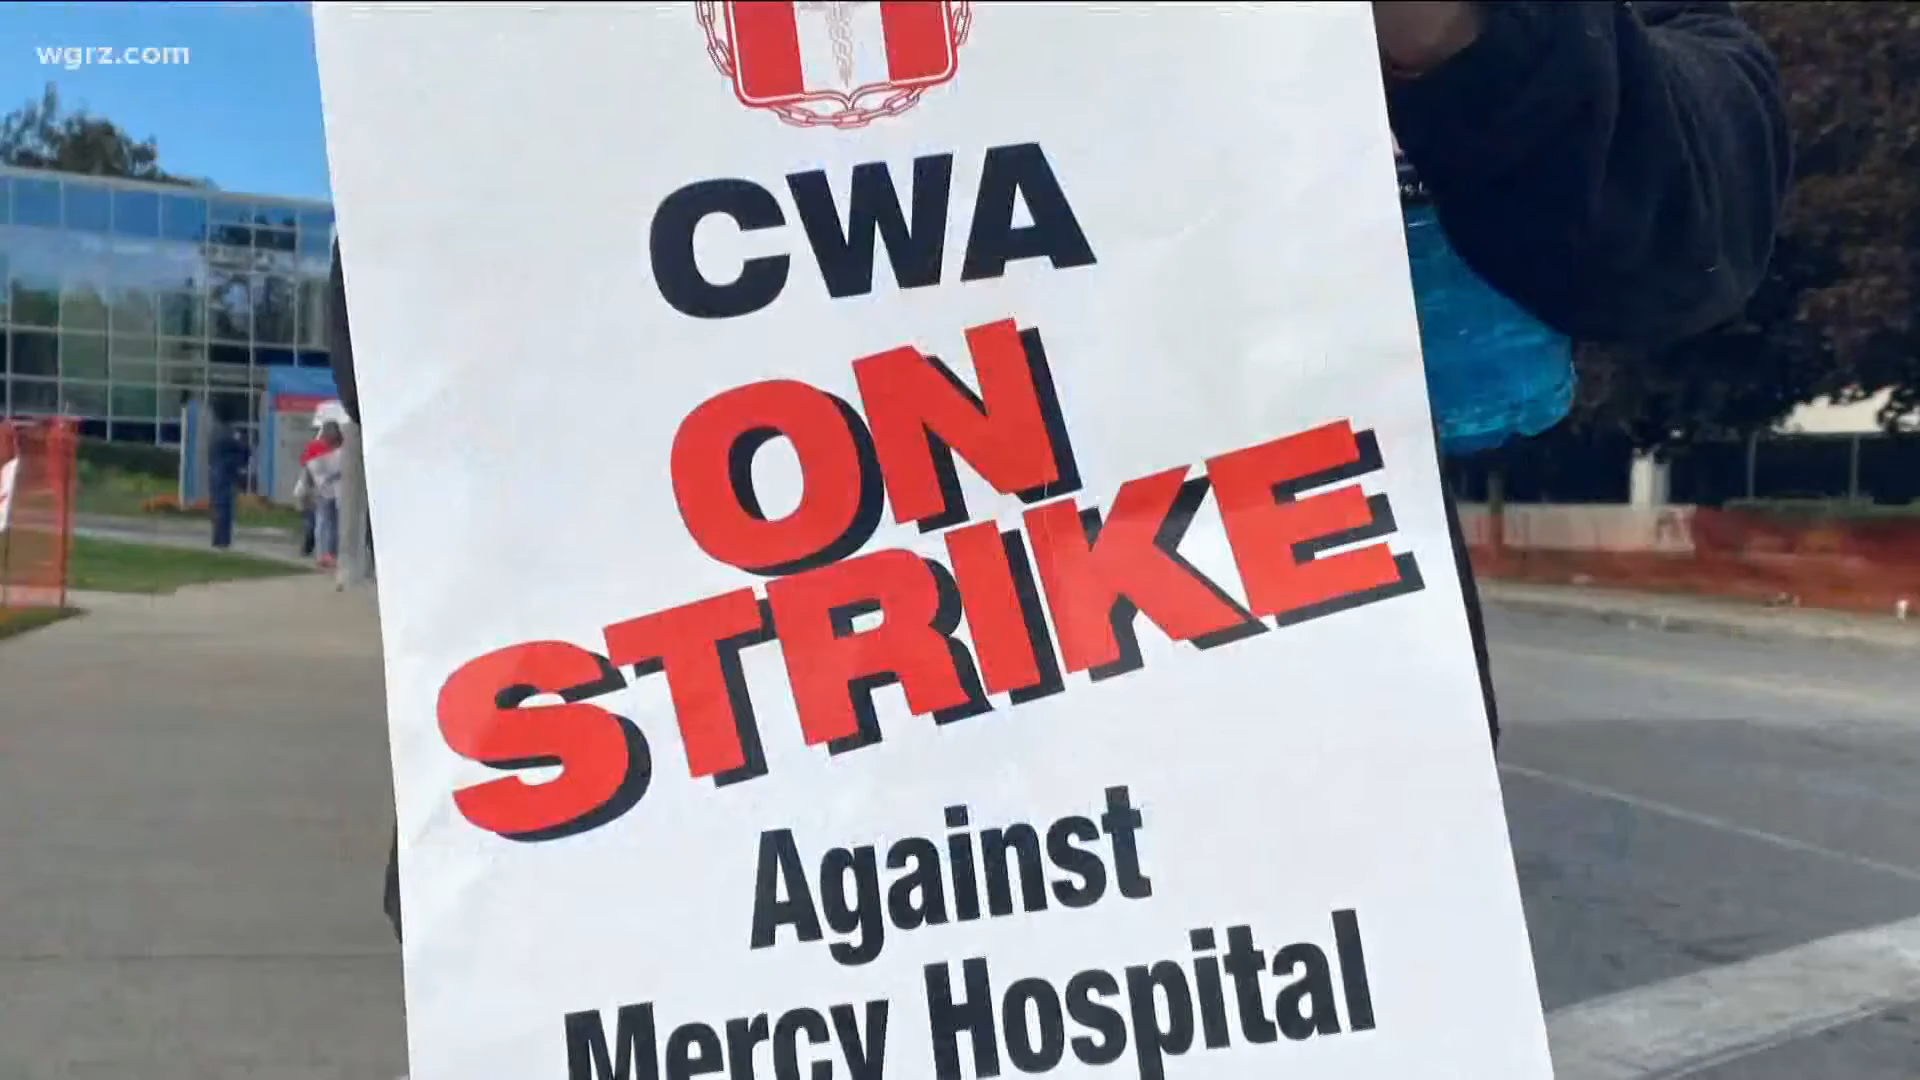 wgrz.com
CWA
ON
STRIKE
Against
Mercy Hospital